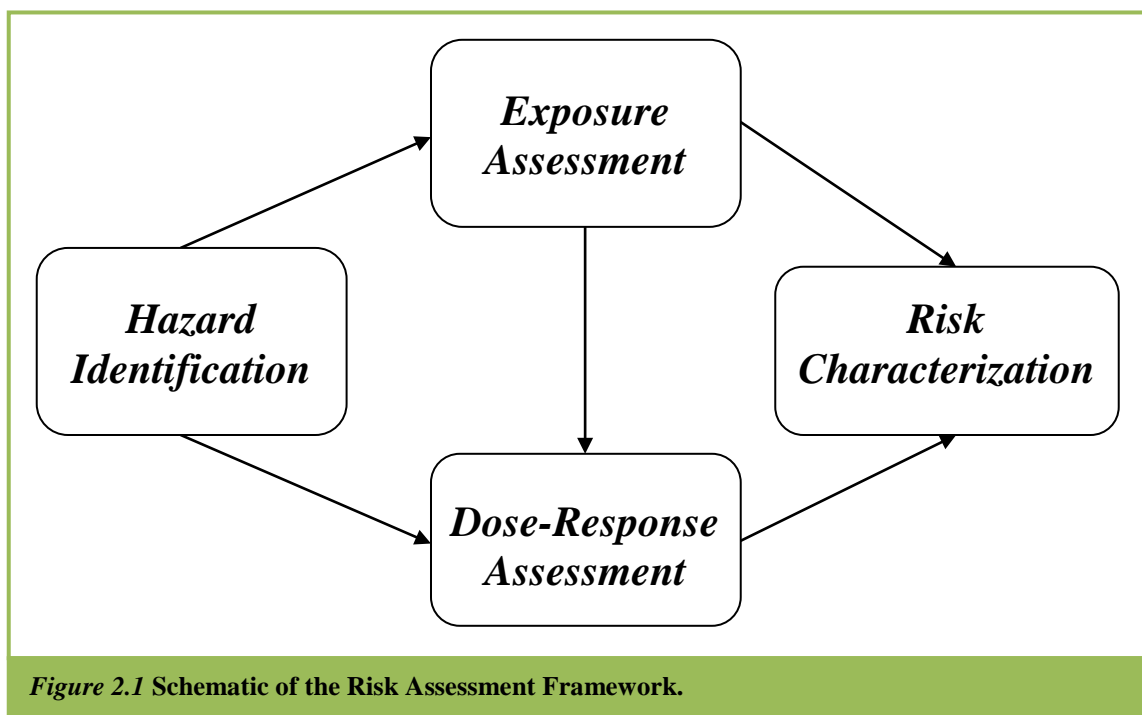 Exposure
Assessment
Hazard
Identification
Risk
Characterization
Dose-Response
Assessment
Figure 2.1 Schematic of the Risk Assessment Framework.